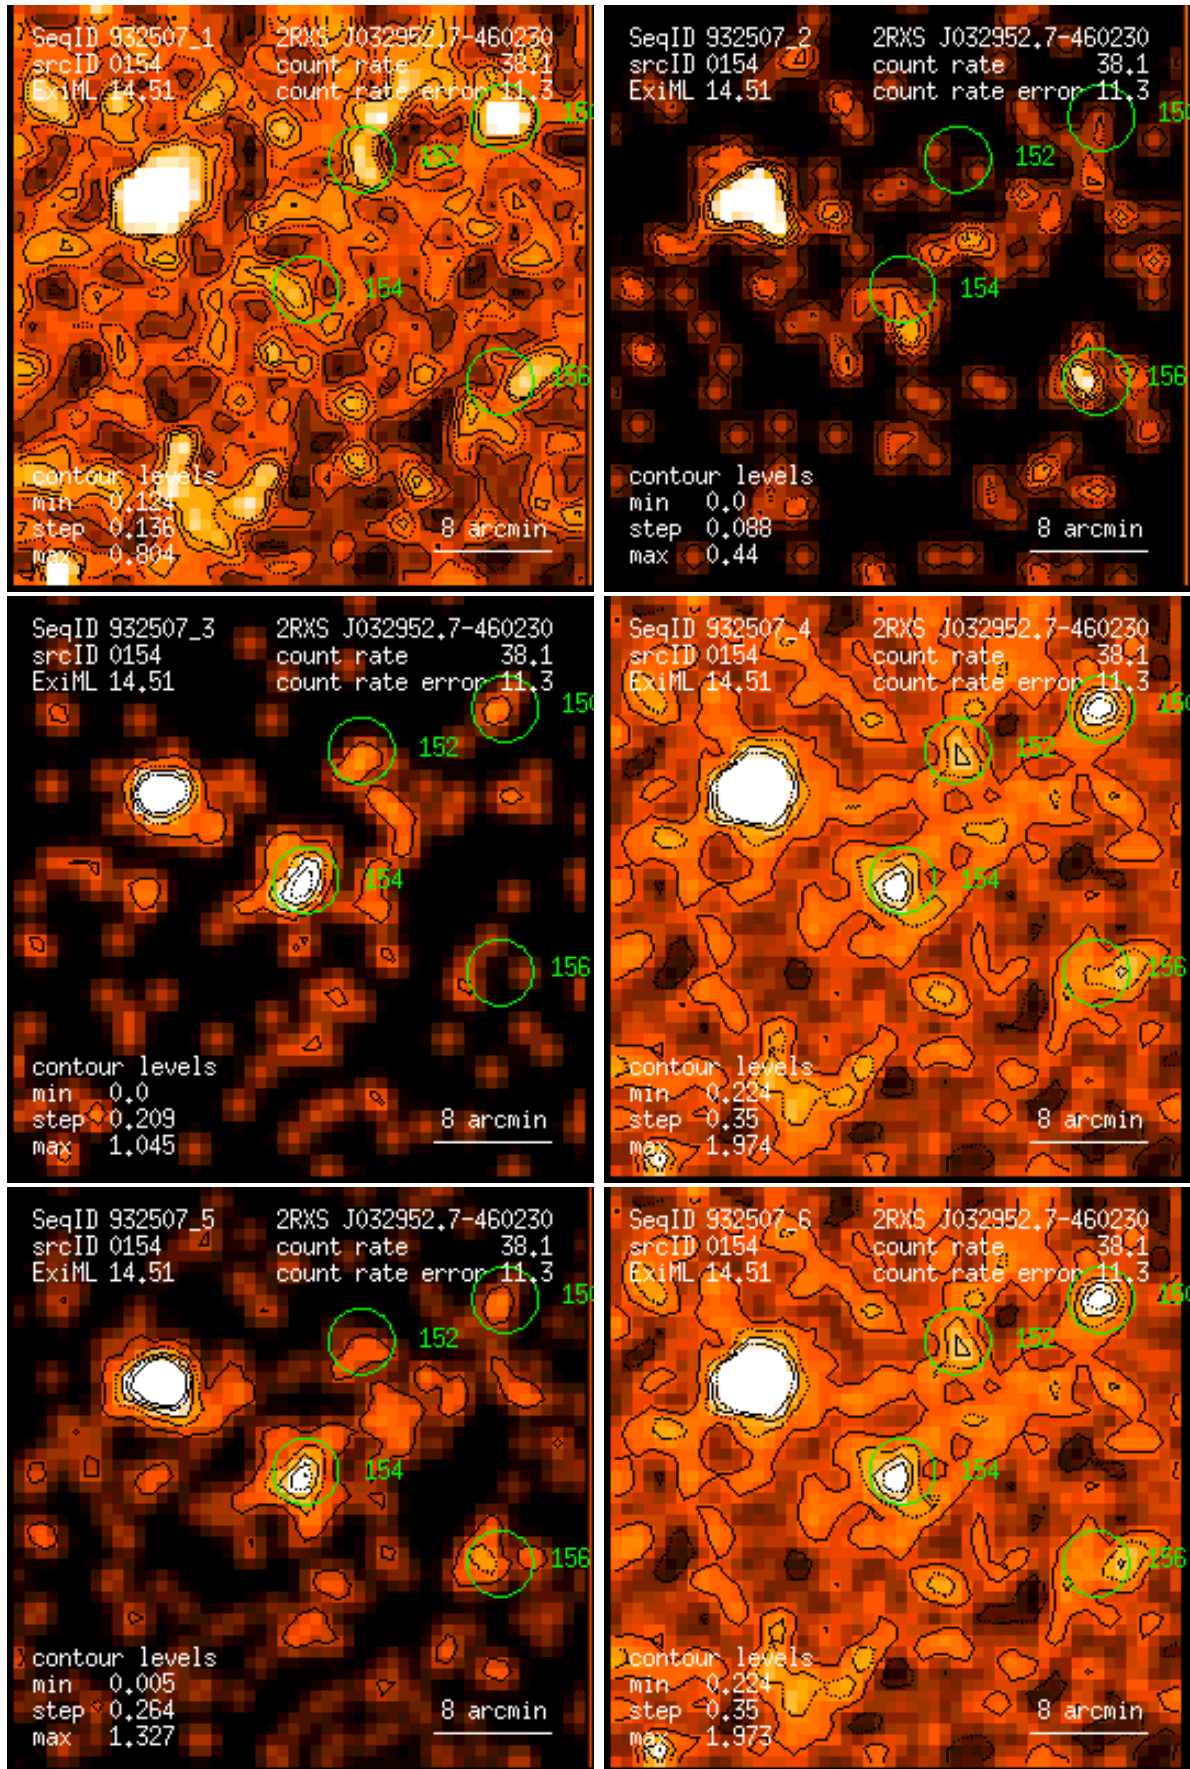 SeqID 932507_1 2RXS J032952.7-460230
srcID 0154 count rate 38.1
ExiML 14.51 count rate error 11.3
150
152
154
156
contour levels
min 0.124
step 0.136
max 0.804
8 arcmin
SeqID 932507_2 2RXS J032952.7-460230
srcID 0154 count rate 38.1
ExiML 14.51 count rate error 11.3
150
152
154
156
contour levels
min 0.0
step 0.088
max 0.44
8 arcmin
SeqID 932507_3 2RXS J032952.7-460230
srcID 0154 count rate 38.1
ExiML 14.51 count rate error 11.3
150
152
154
156
contour levels
min 0.0
step 0.209
max 1.045
8 arcmin
SeqID 932507_4 2RXS J032952.7-460230
srcID 0154 count rate 38.1
ExiML 14.51 count rate error 11.3
150
152
154
156
contour levels
min 0.224
step 0.35
max 1.974
8 arcmin
SeqID 932507_5 2RXS J032952.7-460230
srcID 0154 count rate 38.1
ExiML 14.51 count rate error 11.3
150
152
154
156
contour levels
min 0.005
step 0.264
max 1.327
8 arcmin
SeqID 932507_6 2RXS J032952.7-460230
srcID 0154 count rate 38.1
ExiML 14.51 count rate error 11.3
150
152
154
156
contour levels
min 0.224
step 0.35
max 1.973
8 arcmin